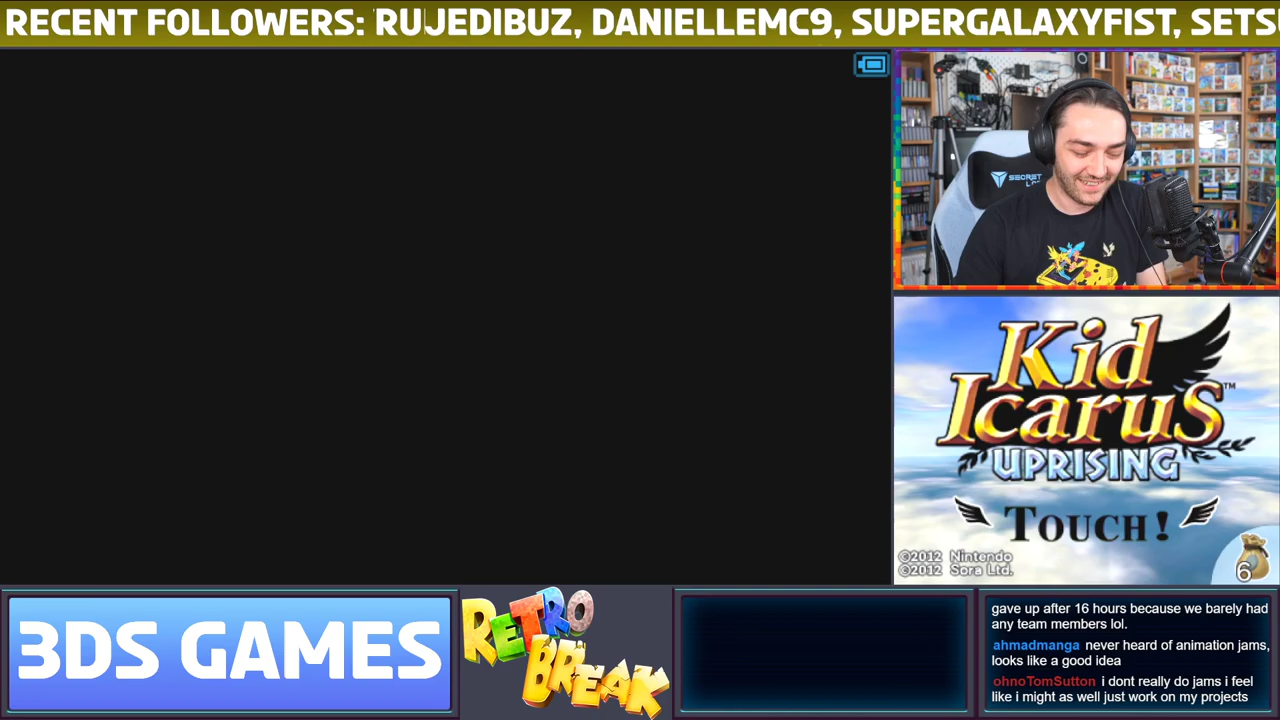 RECENT FOLLOWERS: RUJEDIBUZ, DANIELLEMC9, SUPERGALAXYFIST, SETS
SECRET
Kid
Icarus™
UPRISING
TOUCH!
©2012 Nintendo
©2012 Sora Ltd.
6
3DS GAMES
RETRO
BREAK
gave up after 16 hours because we barely had
any team members lol.
ahmadmanga never heard of animation jams,
looks like a good idea
ohnoTomSutton i dont really do jams i feel
like i might as well just work on my projects